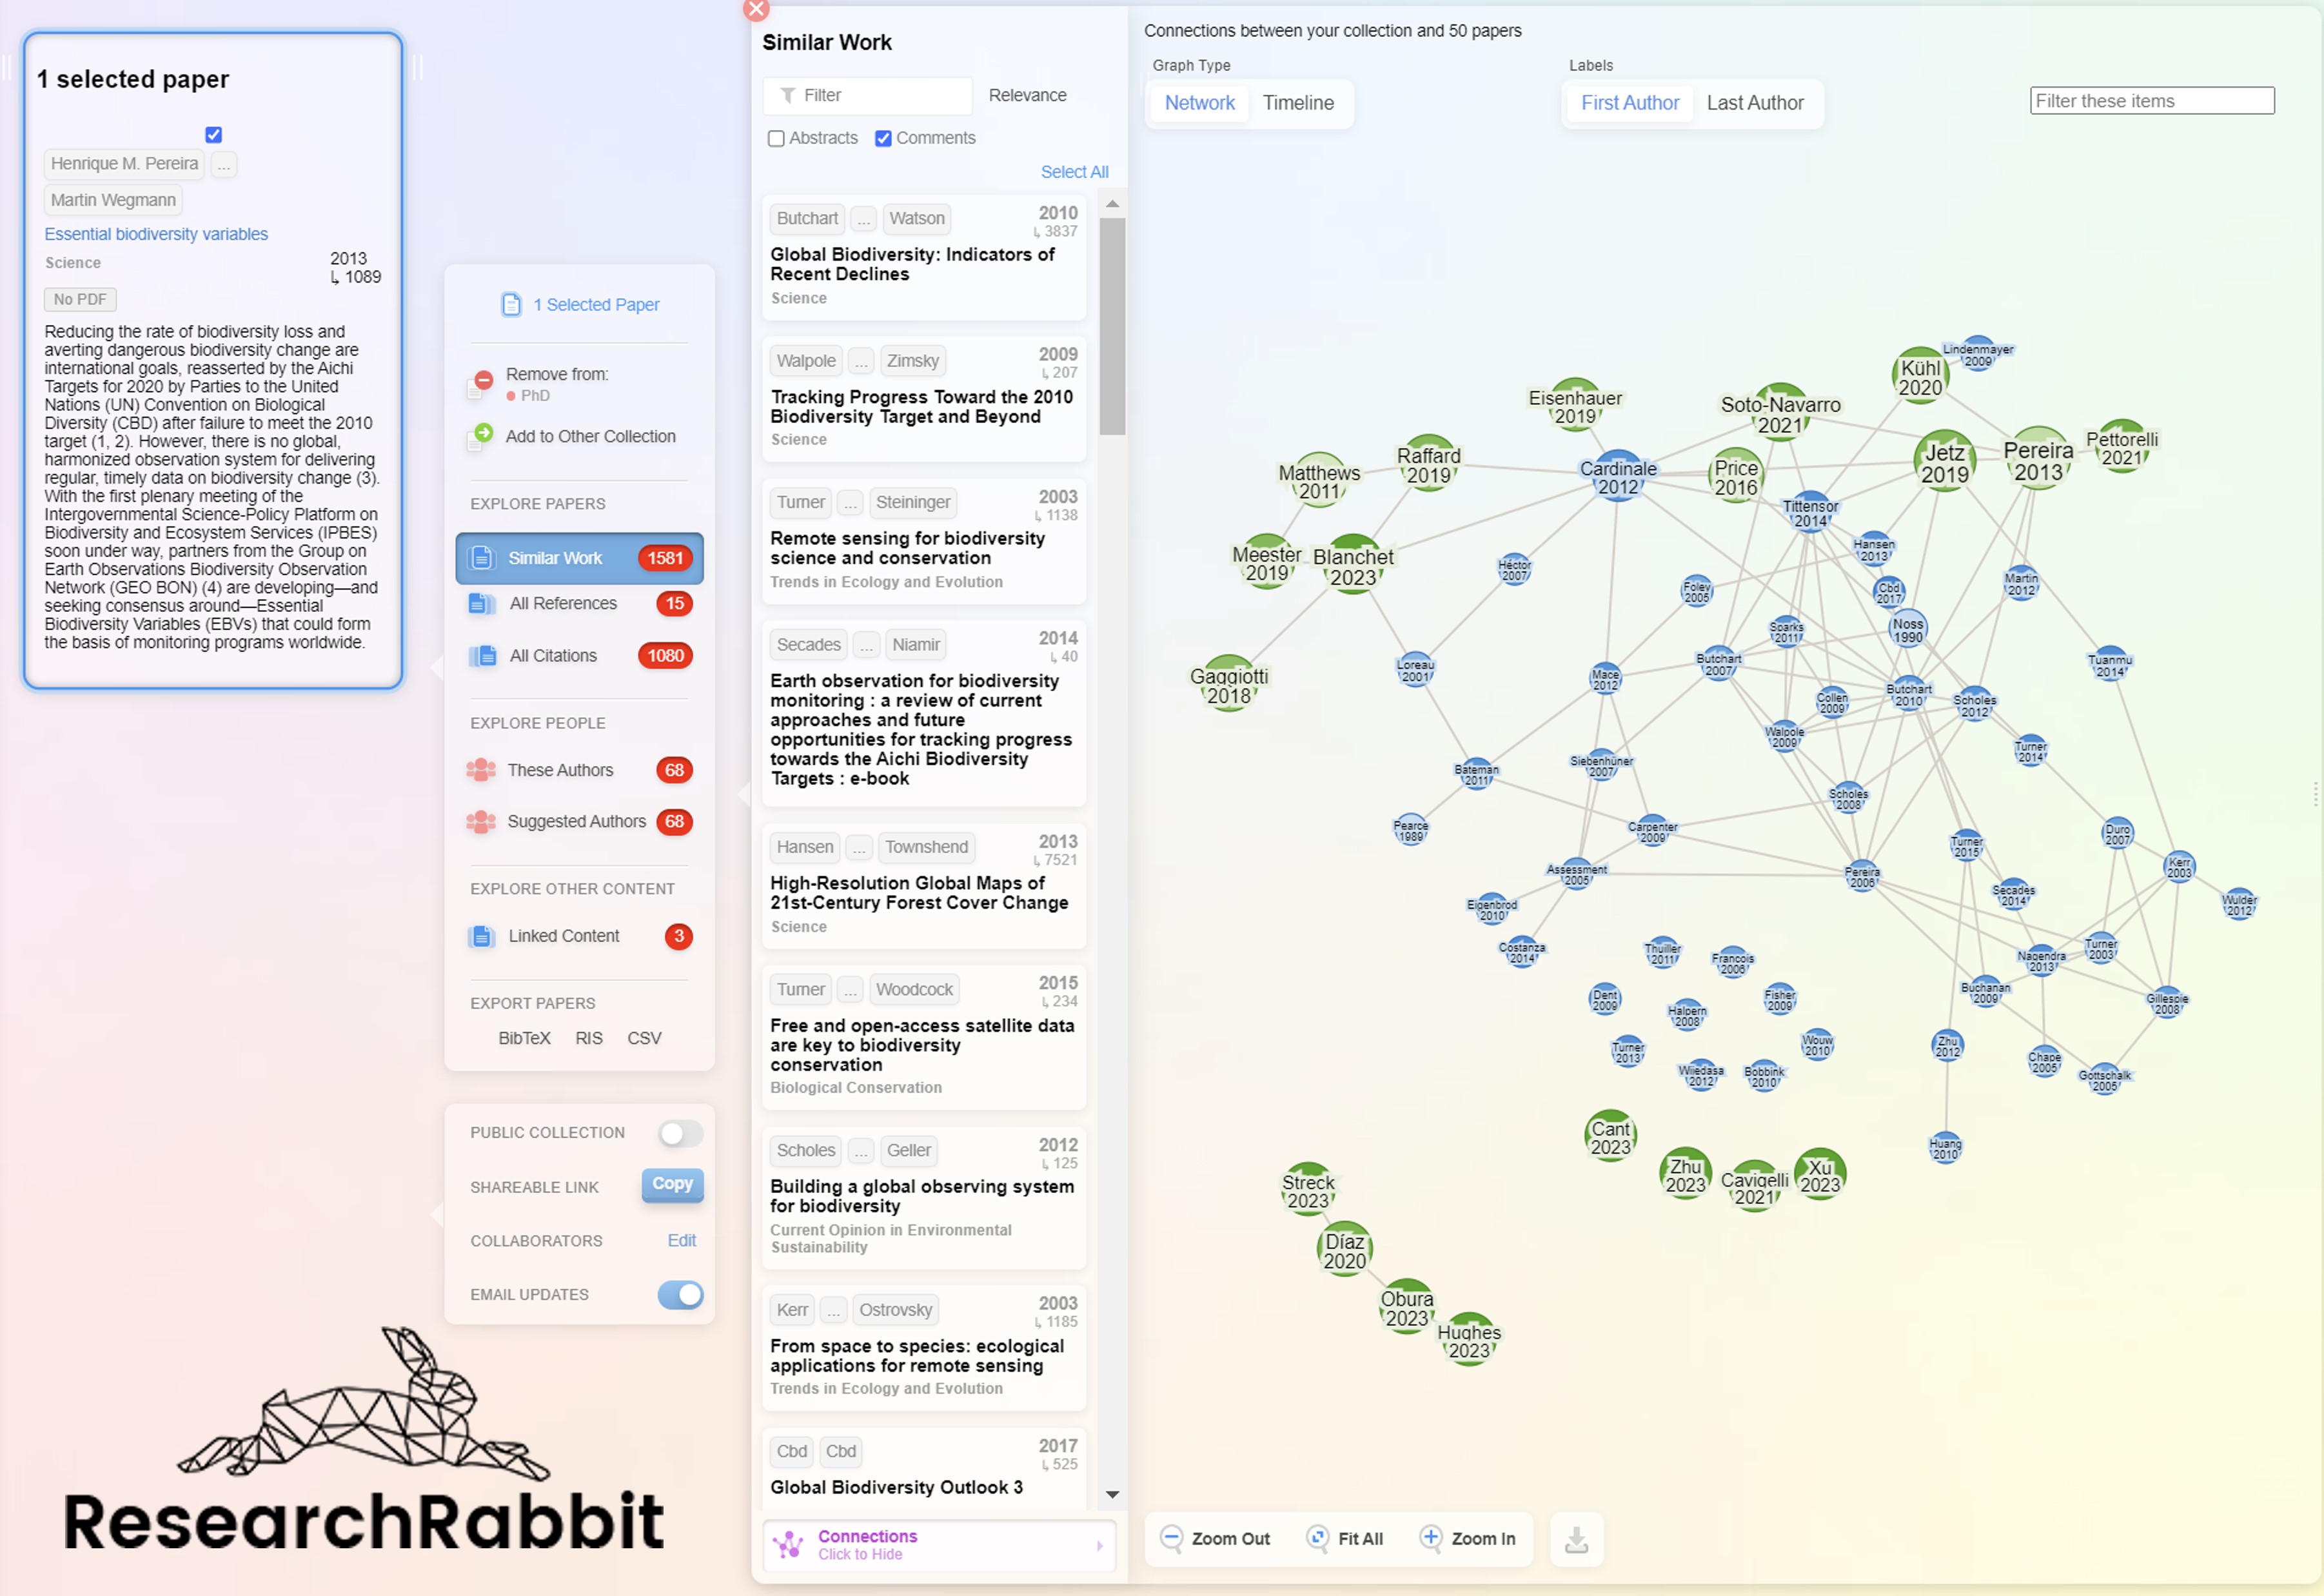 1 selected paper
Henrique M. Pereira ...
Martin Wegmann
Essential biodiversity variables
Science
2013
↳ 1089
No PDF
Reducing the rate of biodiversity loss and
averting dangerous biodiversity change are
international goals, reasserted by the Aichi
Targets for 2020 by Parties to the United
Nations (UN) Convention on Biological
Diversity (CBD) after failure to meet the 2010
target (1, 2). However, there is no global,
harmonized observation system for delivering
regular, timely data on biodiversity change (3).
With the first plenary meeting of the
Intergovernmental Science-Policy Platform on
Biodiversity and Ecosystem Services (IPBES)
soon under way, partners from the Group on
Earth Observations Biodiversity Observation
Network (GEO BON) (4) are developing—and
seeking consensus around—Essential
Biodiversity Variables (EBVs) that could form
the basis of monitoring programs worldwide.
ResearchRabbit
1 Selected Paper
Remove from:
PhD
Add to Other Collection
EXPLORE PAPERS
Similar Work 1581
All References 15
All Citations 1080
EXPLORE PEOPLE
These Authors 68
Suggested Authors 68
EXPLORE OTHER CONTENT
Linked Content 3
EXPORT PAPERS
BibTeX RIS CSV
PUBLIC COLLECTION
SHAREABLE LINK Copy
COLLABORATORS Edit
EMAIL UPDATES
Similar Work
Filter Relevance
Abstracts Comments
Select All
Butchart ... Watson 2010
↳ 3837
Global Biodiversity: Indicators of
Recent Declines
Science
Walpole ... Zimsky 2009
↳ 207
Tracking Progress Toward the 2010
Biodiversity Target and Beyond
Science
Turner ... Steininger 2003
↳ 1138
Remote sensing for biodiversity
science and conservation
Trends in Ecology and Evolution
Secades ... Niamir 2014
↳ 40
Earth observation for biodiversity
monitoring : a review of current
approaches and future
opportunities for tracking progress
towards the Aichi Biodiversity
Targets : e-book
Hansen ... Townshend 2013
↳ 7521
High-Resolution Global Maps of
21st-Century Forest Cover Change
Science
Turner ... Woodcock 2015
↳ 234
Free and open-access satellite data
are key to biodiversity
conservation
Biological Conservation
Scholes ... Geller 2012
↳ 125
Building a global observing system
for biodiversity
Current Opinion in Environmental
Sustainability
Kerr ... Ostrovsky 2003
↳ 1185
From space to species: ecological
applications for remote sensing
Trends in Ecology and Evolution
Cbd Cbd 2017
↳ 525
Global Biodiversity Outlook 3
Connections
Click to Hide
Connections between your collection and 50 papers
Graph Type
Network Timeline
Labels
First Author Last Author
Filter these items
Lindenmayer
2009
Kühl
2020
Eisenhauer
2019
Soto-Navarro
2021
Pettorelli
2021
Pereira
2013
Jetz
2019
Price
2016
Cardinale
2012
Raffard
2019
Matthews
2011
Tittensor
2014
Hansen
2013
Meester
2019
Blanchet
2023
Héctor
2007
Foley
2005
Cbd
2017
Martin
2012
Noss
1990
Sparks
2011
Gaggiotti
2018
Loreau
2001
Mace
2012
Butchart
2007
Tuanmu
2014
Collen
2009
Butchart
2010
Scholes
2012
Walpole
2009
Turner
2014
Bateman
2011
Siebenhüner
2007
Scholes
2008
Pearce
1989
Carpenter
2009
Duro
2007
Turner
2015
Kerr
2003
Assessment
2005
Pereira
2006
Secades
2014
Wulder
2012
Eigenbrod
2010
Costanza
2014
Thuiller
2011
Francois
2006
Turner
2003
Nagendra
2013
Buchanan
2009
Gillespie
2008
Dent
2009
Halpern
2008
Fisher
2009
Turner
2013
Wouw
2010
Zhu
2012
Chape
2005
Gottschalk
2005
Wijedasa
2012
Bobbink
2010
Cant
2023
Huang
2010
Zhu
2023
Cavigelli
2021
Xu
2023
Streck
2023
Díaz
2020
Obura
2023
Hughes
2023
Zoom Out Fit All Zoom In